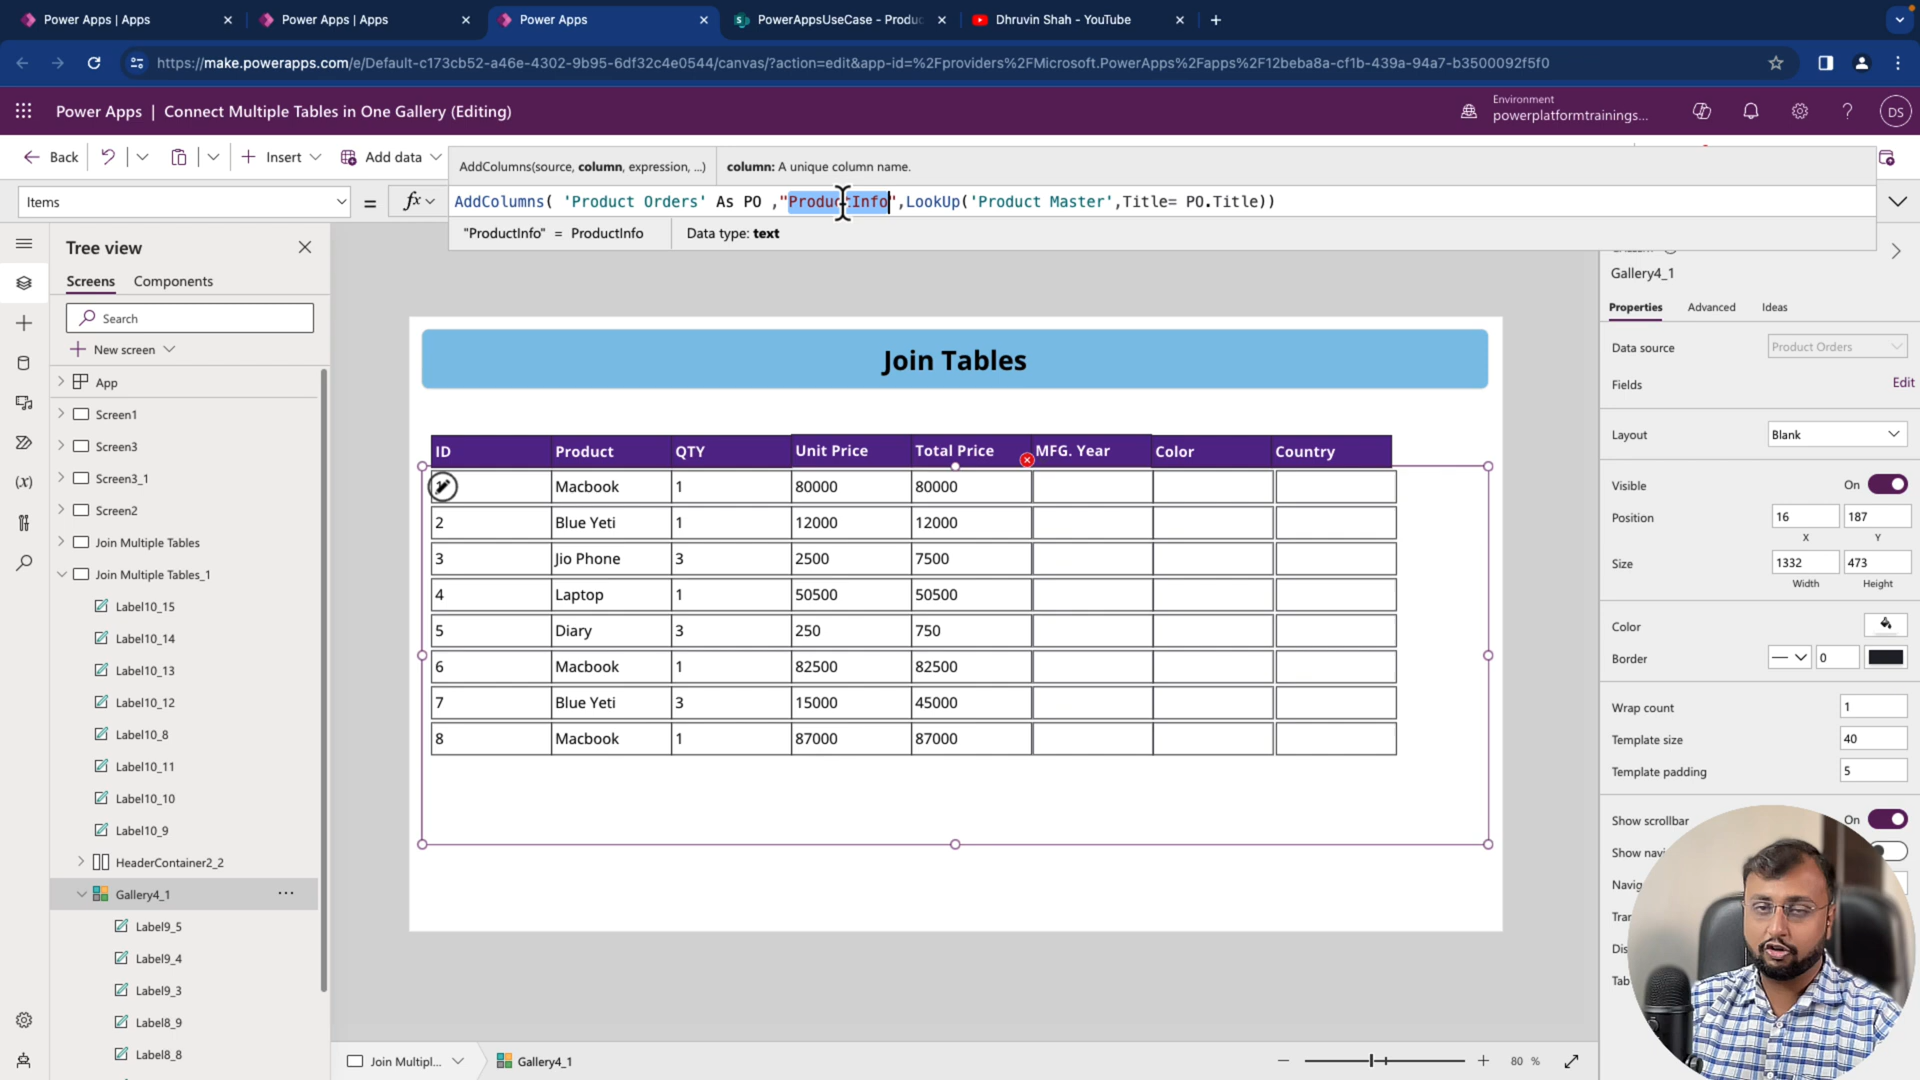 Power Apps | Apps
Power Apps | Apps
Power Apps
PowerAppsUseCase - Produc
Dhruvin Shah - YouTube
https://make.powerapps.com/e/Default-c173cb52-a46e-4302-9b95-6df32c4e0544/canvas/?action=edit&app-id=%2Fproviders%2FMicrosoft.PowerApps%2Fapps%2F12beba8a-cf1b-439a-94a7-b3500092f5f0
Power Apps | Connect Multiple Tables in One Gallery (Editing)
Environment
powerplatformtrainings...
DS
Back
Insert
Add data
AddColumns(source, column, expression, ...)
column: A unique column name.
Items
=
fx
AddColumns( 'Product Orders' As PO ,"ProductInfo",LookUp('Product Master',Title= PO.Title))
"ProductInfo" = ProductInfo
Data type: text
Tree view
Screens
Components
Search
New screen
App
Screen1
Screen3
Screen3_1
Screen2
Join Multiple Tables
Join Multiple Tables_1
Label10_15
Label10_14
Label10_13
Label10_12
Label10_8
Label10_11
Label10_10
Label10_9
HeaderContainer2_2
Gallery4_1
Label9_5
Label9_4
Label9_3
Label8_9
Label8_8
Join Tables
ID Product QTY Unit Price Total Price MFG. Year Color Country
Macbook 1 80000 80000
2 Blue Yeti 1 12000 12000
3 Jio Phone 3 2500 7500
4 Laptop 1 50500 50500
5 Diary 3 250 750
6 Macbook 1 82500 82500
7 Blue Yeti 3 15000 45000
8 Macbook 1 87000 87000
Gallery4_1
Properties
Advanced
Ideas
Data source
Product Orders
Fields
Edit
Layout
Blank
Visible
On
Position
16
187
X
Y
Size
1332
473
Width
Height
Color
Border
0
Wrap count
1
Template size
40
Template padding
5
Show scrollbar
On
Show navi
Navig
Tran
Dis
Tab
Join Multipl...
Gallery4_1
80 %